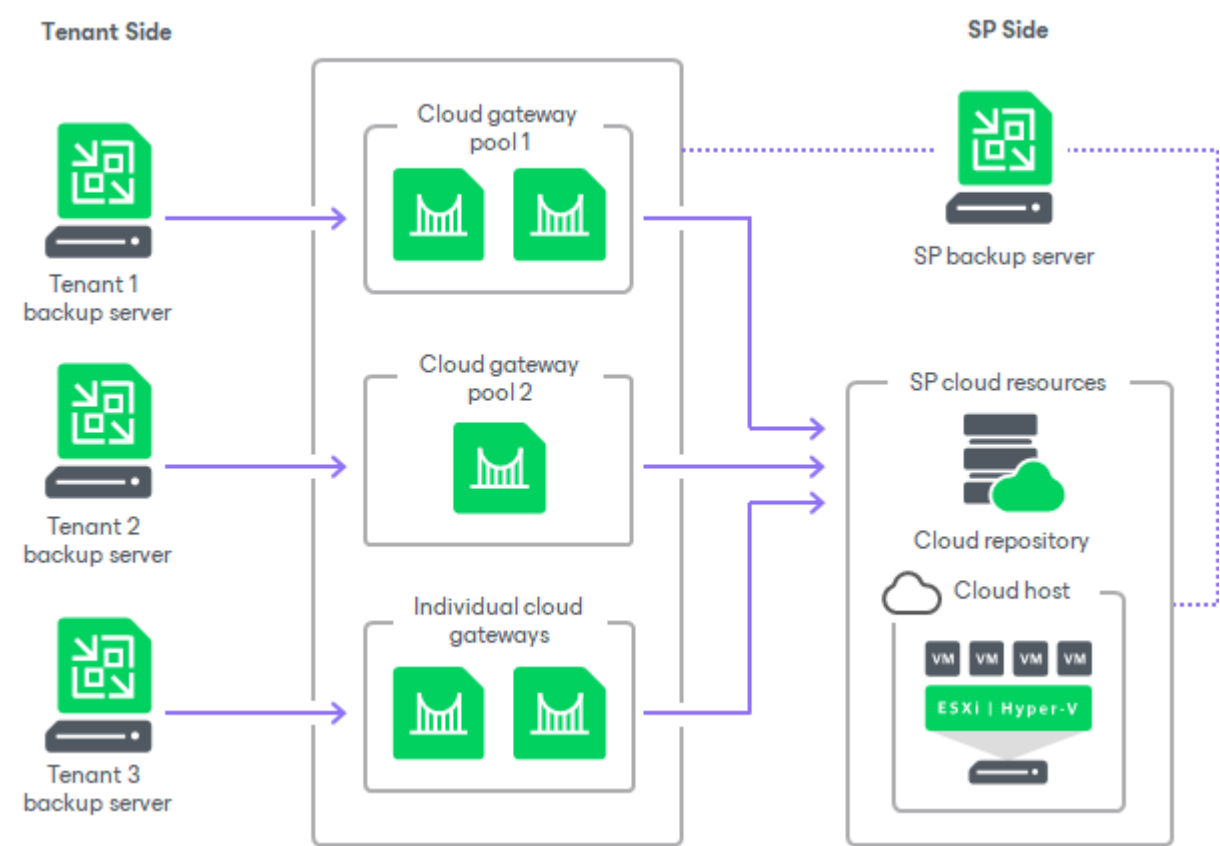 Tenant Side
SP Side
Cloud gateway
pool 1
Tenant 1
backup server
SP backup server
Cloud gateway
pool 2
SP cloud resources
Tenant 2
backup server
Cloud repository
Individual cloud
gateways
Cloud host
VM VM VM VM
ESXi | Hyper-V
Tenant 3
backup server